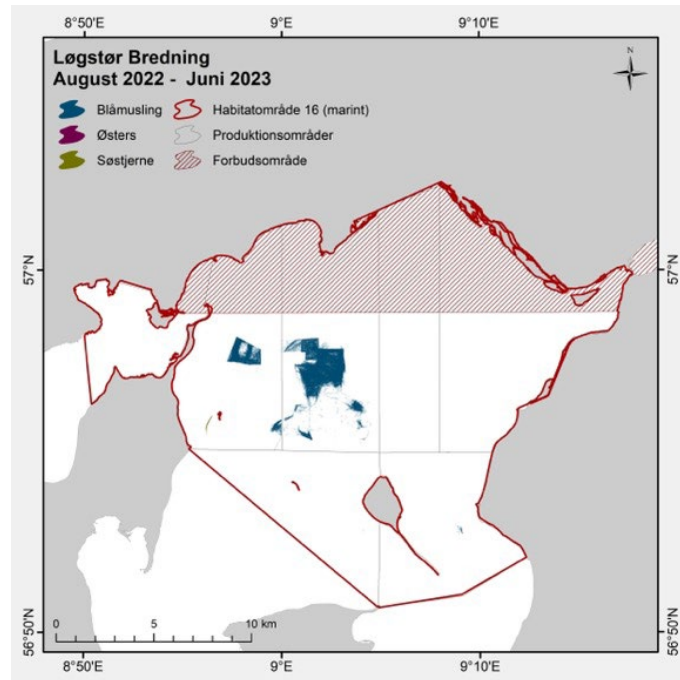 8°50'E 9°E 9°10'E
Løgstør Bredning
August 2022 - Juni 2023
N
Blåmusling Habitatområde 16 (marint)
Østers Produktionsområder
Søstjerne Forbudsområde
57°N 57°N
0 5 10 km
56°50'N 56°50'N
8°50'E 9°E 9°10'E